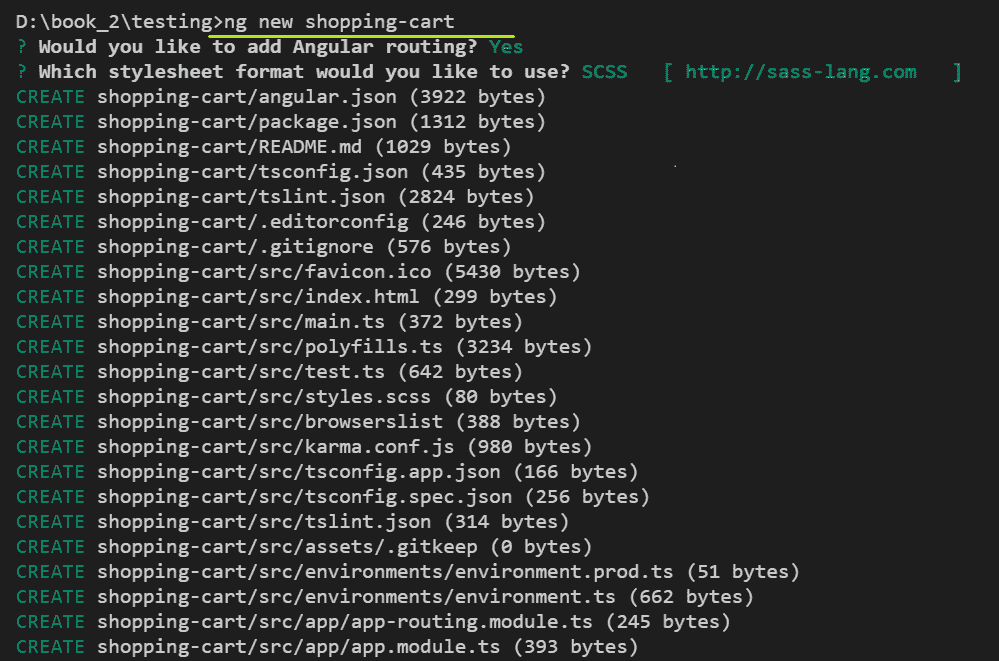 D:\book_2\testing>ng new shopping-cart
? Would you like to add Angular routing? Yes
? Which stylesheet format would you like to use? SCSS   [ http://sass-lang.com   ]
CREATE shopping-cart/angular.json (3922 bytes)
CREATE shopping-cart/package.json (1312 bytes)
CREATE shopping-cart/README.md (1029 bytes)
CREATE shopping-cart/tsconfig.json (435 bytes)
CREATE shopping-cart/tslint.json (2824 bytes)
CREATE shopping-cart/.editorconfig (246 bytes)
CREATE shopping-cart/.gitignore (576 bytes)
CREATE shopping-cart/src/favicon.ico (5430 bytes)
CREATE shopping-cart/src/index.html (299 bytes)
CREATE shopping-cart/src/main.ts (372 bytes)
CREATE shopping-cart/src/polyfills.ts (3234 bytes)
CREATE shopping-cart/src/test.ts (642 bytes)
CREATE shopping-cart/src/styles.scss (80 bytes)
CREATE shopping-cart/src/browserslist (388 bytes)
CREATE shopping-cart/src/karma.conf.js (980 bytes)
CREATE shopping-cart/src/tsconfig.app.json (166 bytes)
CREATE shopping-cart/src/tsconfig.spec.json (256 bytes)
CREATE shopping-cart/src/tslint.json (314 bytes)
CREATE shopping-cart/src/assets/.gitkeep (0 bytes)
CREATE shopping-cart/src/environments/environment.prod.ts (51 bytes)
CREATE shopping-cart/src/environments/environment.ts (662 bytes)
CREATE shopping-cart/src/app/app-routing.module.ts (245 bytes)
CREATE shopping-cart/src/app/app.module.ts (393 bytes)